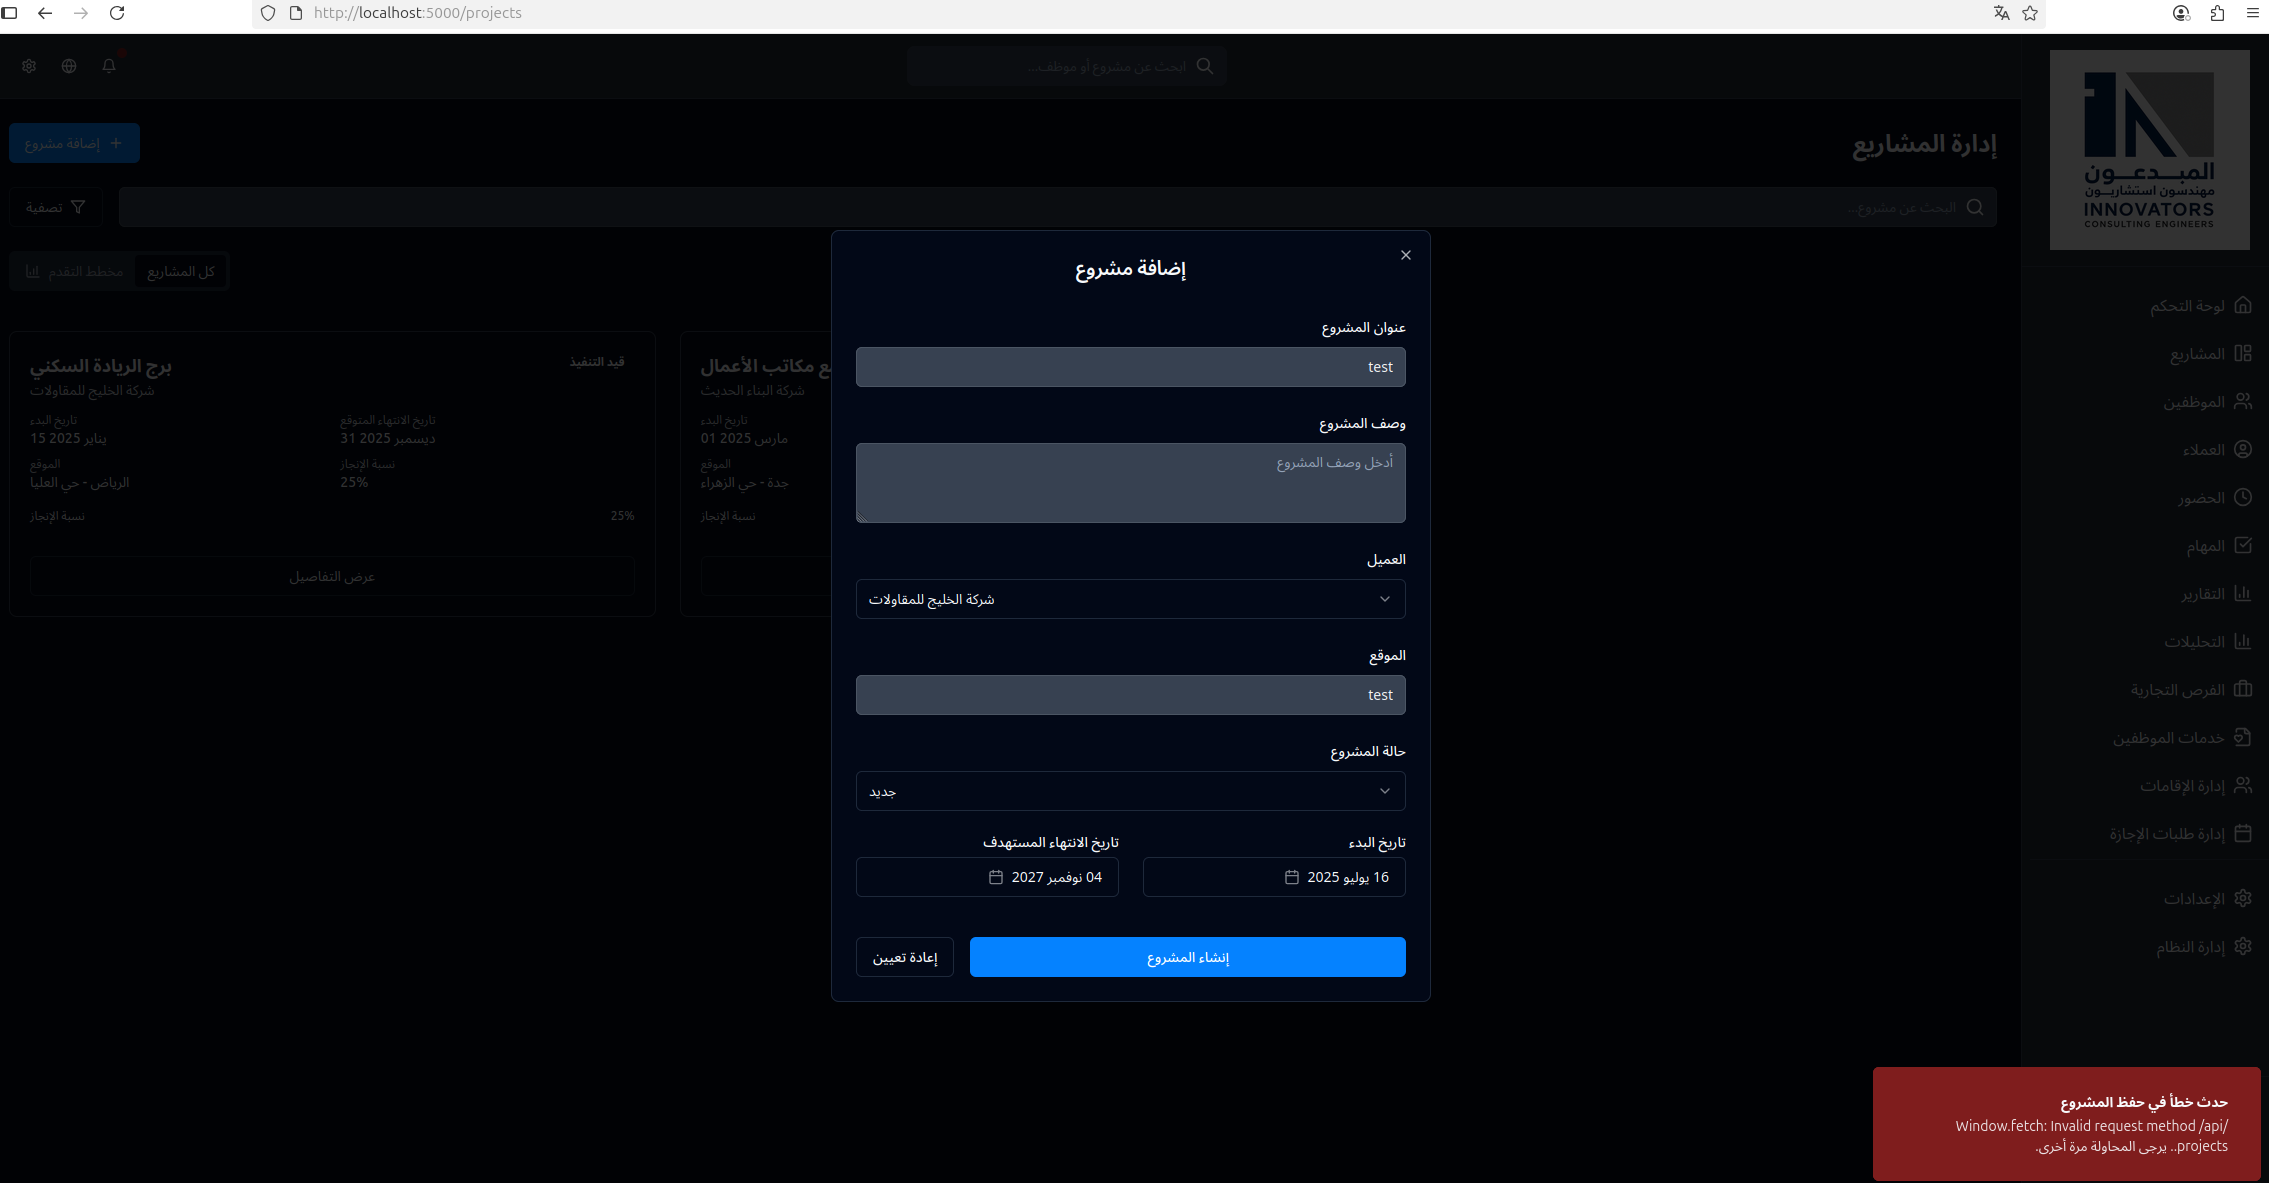 http://localhost:5000/projects
ابحث عن مشروع أو موظف...
المبدعون
مهندسون استشاريون
INNOVATORS
CONSULTING ENGINEERS
إدارة المشاريع
إضافة مشروع
البحث عن مشروع...
تصفية
كل المشاريع
مخطط التقدم
برج الريادة السكني
قيد التنفيذ
شركة الخليج للمقاولات
تاريخ البدء
15 يناير 2025
تاريخ الانتهاء المتوقع
31 ديسمبر 2025
الموقع
الرياض - حي العليا
نسبة الإنجاز
25%
نسبة الإنجاز
25%
عرض التفاصيل
مكاتب الأعمال
شركة البناء الحديث
تاريخ البدء
01 مارس 2025
الموقع
جدة - حي الزهراء
نسبة الإنجاز
إضافة مشروع
عنوان المشروع
test
وصف المشروع
أدخل وصف المشروع
العميل
شركة الخليج للمقاولات
الموقع
test
حالة المشروع
جديد
تاريخ البدء
16 يوليو 2025
تاريخ الانتهاء المستهدف
04 نوفمبر 2027
إنشاء المشروع
إعادة تعيين
لوحة التحكم
المشاريع
الموظفين
العملاء
الحضور
المهام
التقارير
التحليلات
الفرص التجارية
خدمات الموظفين
إدارة الإقامات
إدارة طلبات الإجازة
الإعدادات
إدارة النظام
حدث خطأ في حفظ المشروع
Window.fetch: Invalid request method /api/
projects.. يرجى المحاولة مرة أخرى.